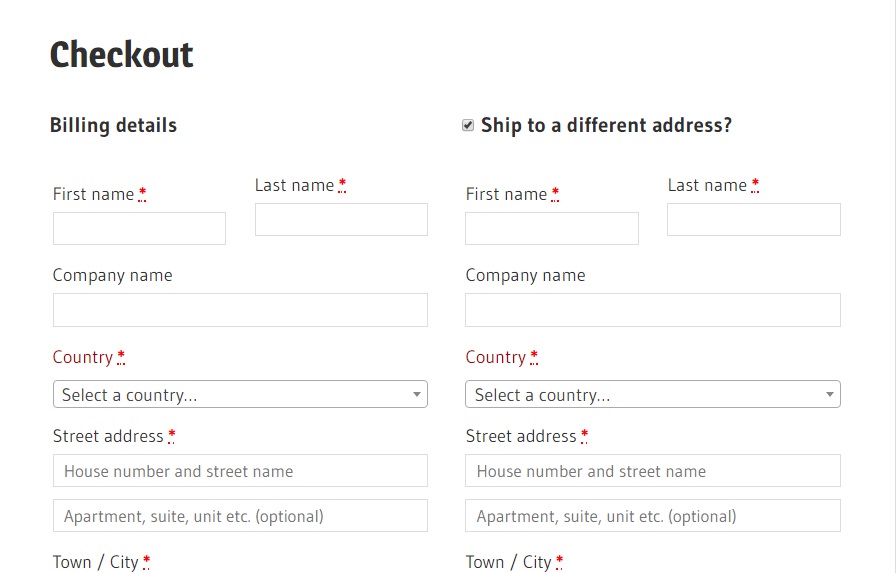 Checkout
Billing details
First name *
Last name *
Company name
Country *
Select a country...
Street address *
House number and street name
Apartment, suite, unit etc. (optional)
Town / City *
Ship to a different address?
First name *
Last name *
Company name
Country *
Select a country...
Street address *
House number and street name
Apartment, suite, unit etc. (optional)
Town / City *